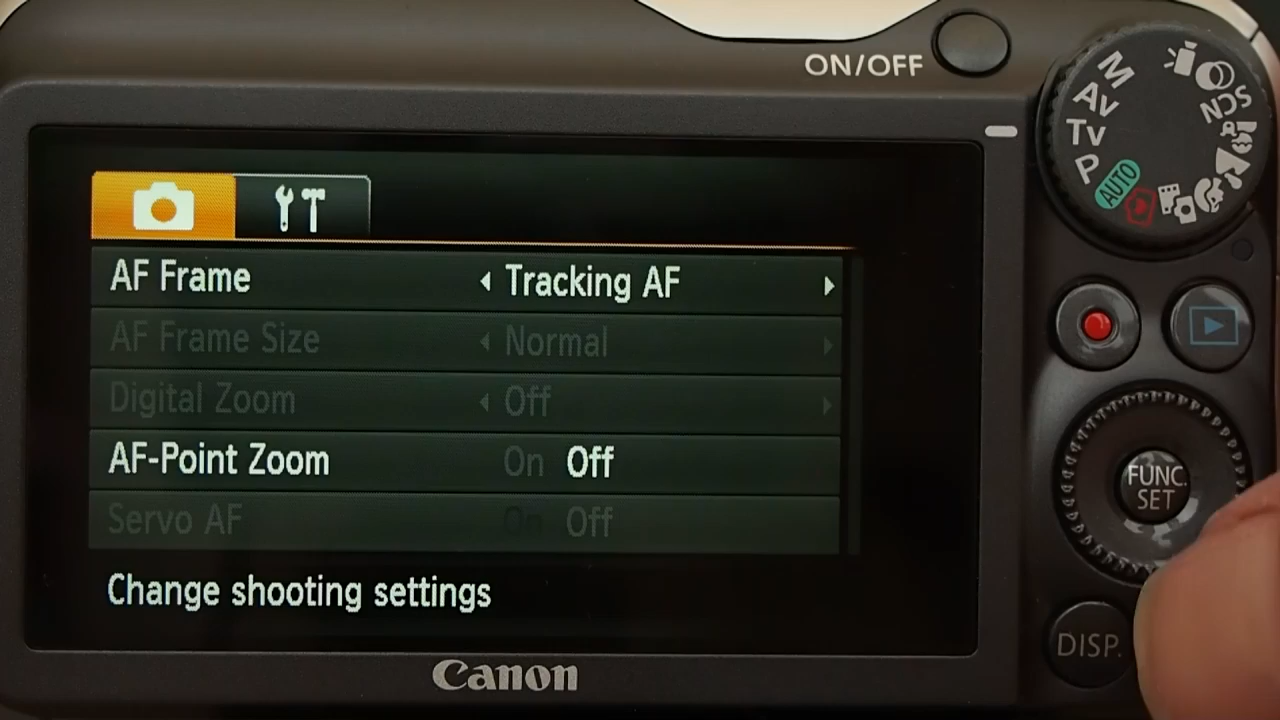 ON/OFF
M
Av
Tv
P
AUTO
SCN
AF Frame Tracking AF
AF Frame Size Normal
Digital Zoom Off
AF-Point Zoom On Off
Servo AF On Off
Change shooting settings
FUNC.
SET
DISP.
Canon